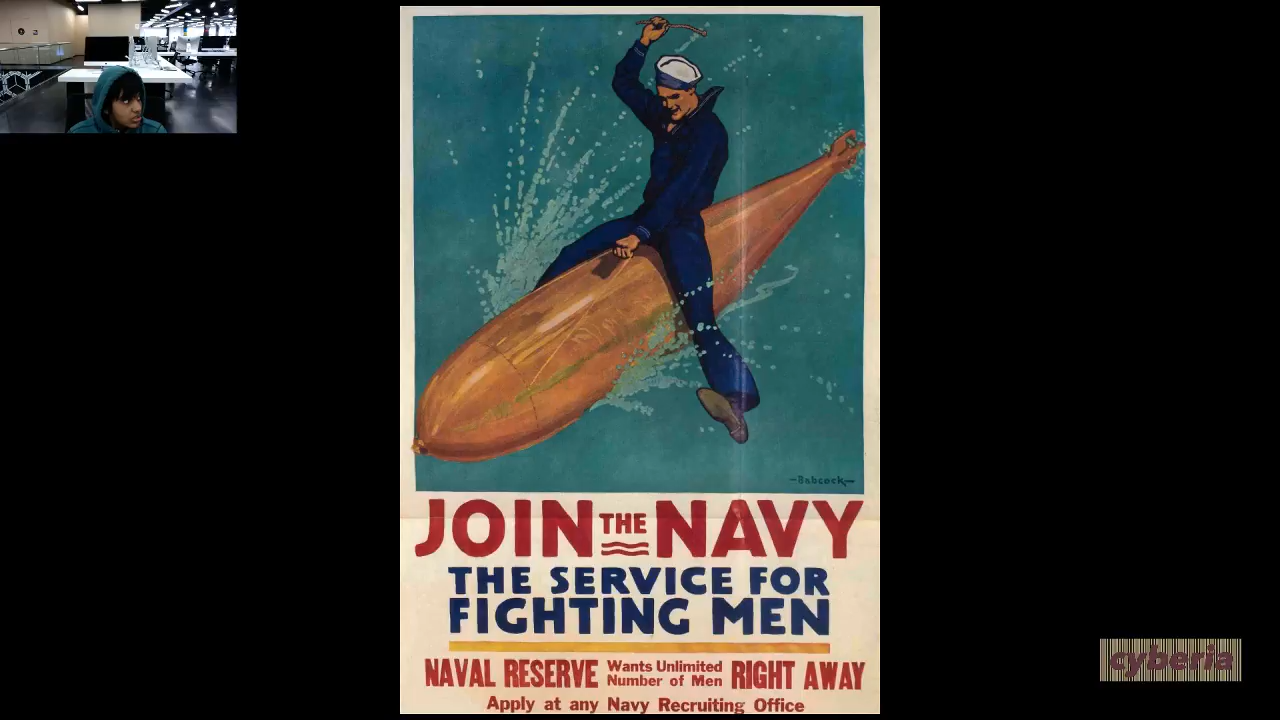 -Babcock-
JOIN THE NAVY
THE SERVICE FOR
FIGHTING MEN
NAVAL RESERVE Wants Unlimited Number of Men RIGHT AWAY
Apply at any Navy Recruiting Office
cyberia